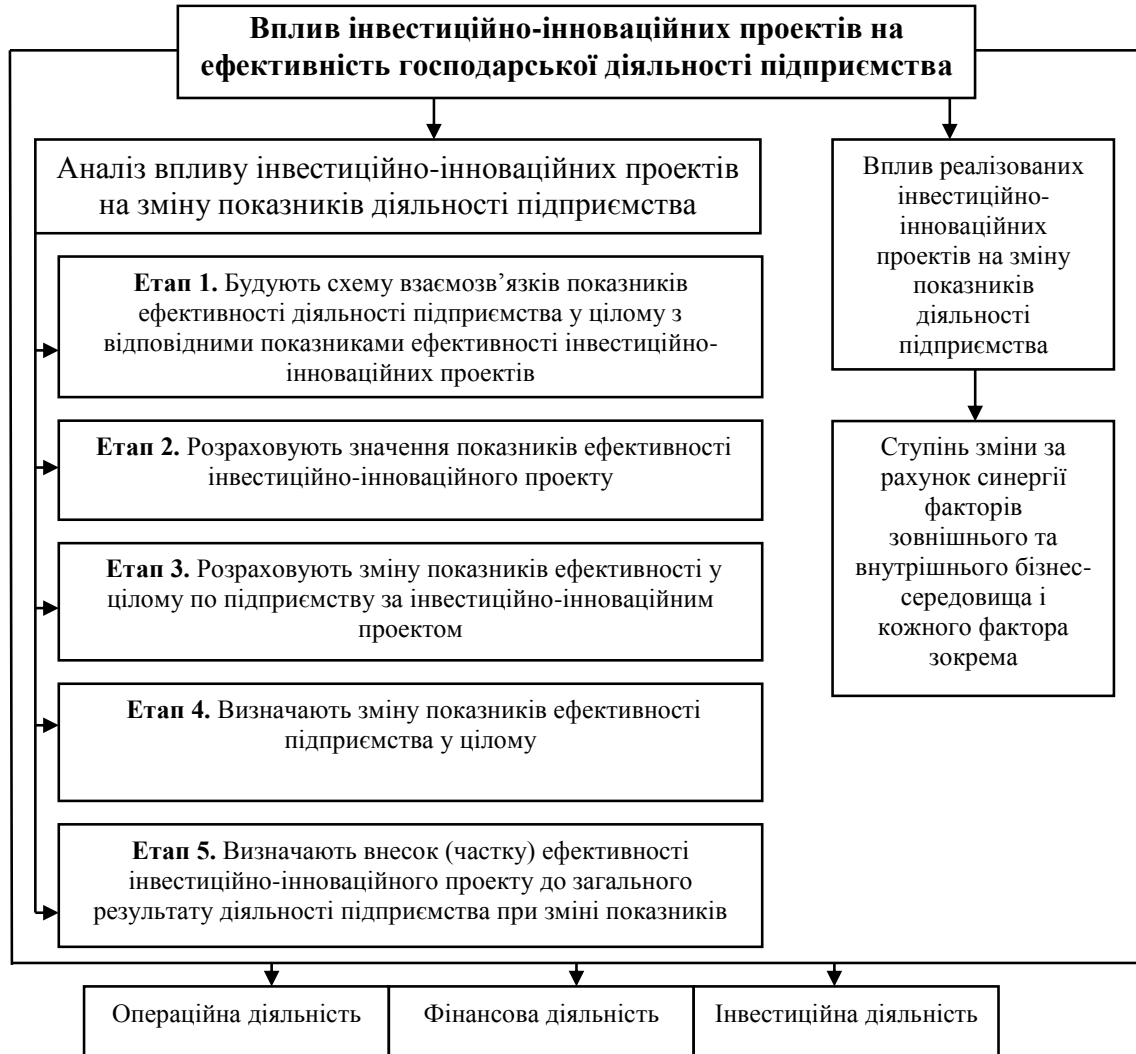 Вплив інвестиційно-інноваційних проектів на
ефективність господарської діяльності підприємства
Аналіз впливу інвестиційно-інноваційних проектів
на зміну показників діяльності підприємства
Етап 1. Будують схему взаємозв’язків показників
ефективності діяльності підприємства у цілому з
відповідними показниками ефективності інвестиційно-
інноваційних проектів
Етап 2. Розраховують значення показників ефективності
інвестиційно-інноваційного проекту
Етап 3. Розраховують зміну показників ефективності у
цілому по підприємству за інвестиційно-інноваційним
проектом
Етап 4. Визначають зміну показників ефективності
підприємства у цілому
Етап 5. Визначають внесок (частку) ефективності
інвестиційно-інноваційного проекту до загального
результату діяльності підприємства при зміні показників
Вплив реалізованих
інвестиційно-
інноваційних
проектів на зміну
показників
діяльності
підприємства
Ступінь зміни за
рахунок синергії
факторів
зовнішнього та
внутрішнього бізнес-
середовища і
кожного фактора
зокрема
Операційна діяльність
Фінансова діяльність
Інвестиційна діяльність